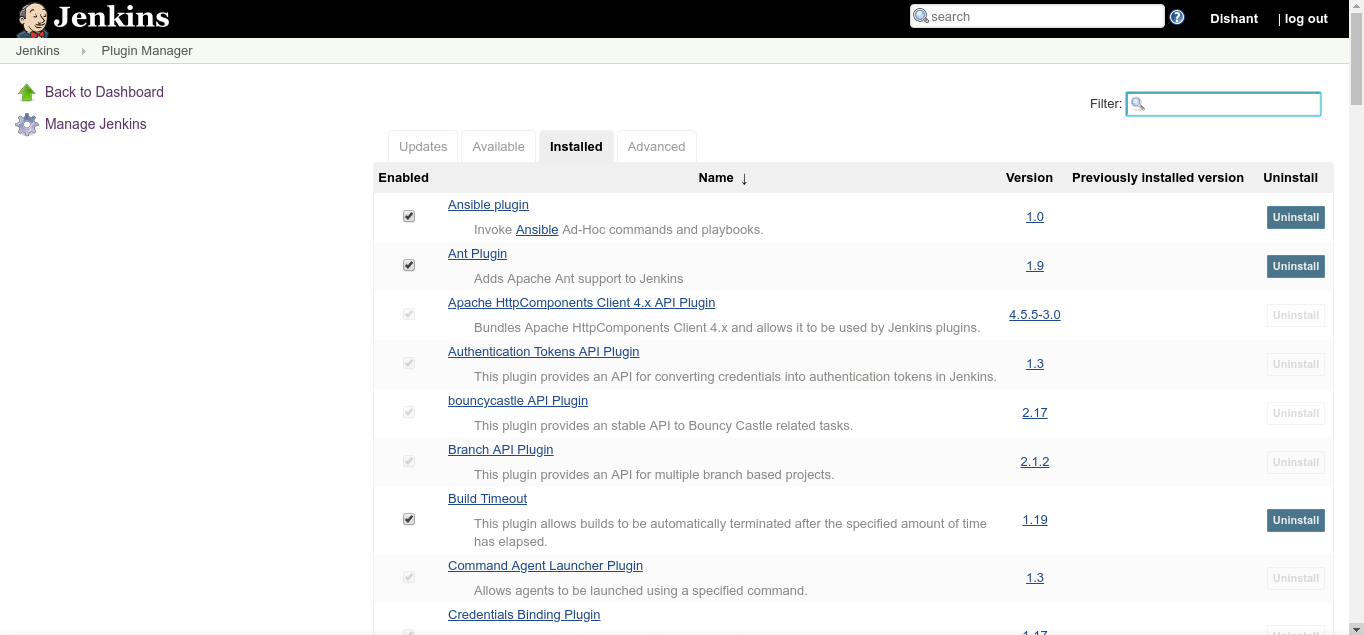 Jenkins
search
?
Dishant
| log out
Jenkins
Plugin Manager
Back to Dashboard
Manage Jenkins
Filter:
Updates
Available
Installed
Advanced
Enabled
Name ↓
Version
Previously installed version
Uninstall
Ansible plugin
Invoke Ansible Ad-Hoc commands and playbooks.
1.0
Uninstall
Ant Plugin
Adds Apache Ant support to Jenkins
1.9
Uninstall
Apache HttpComponents Client 4.x API Plugin
Bundles Apache HttpComponents Client 4.x and allows it to be used by Jenkins plugins.
4.5.5-3.0
Uninstall
Authentication Tokens API Plugin
This plugin provides an API for converting credentials into authentication tokens in Jenkins.
1.3
Uninstall
bouncycastle API Plugin
This plugin provides an stable API to Bouncy Castle related tasks.
2.17
Uninstall
Branch API Plugin
This plugin provides an API for multiple branch based projects.
2.1.2
Uninstall
Build Timeout
This plugin allows builds to be automatically terminated after the specified amount of time
has elapsed.
1.19
Uninstall
Command Agent Launcher Plugin
Allows agents to be launched using a specified command.
1.3
Uninstall
Credentials Binding Plugin
1.17
Uninstall